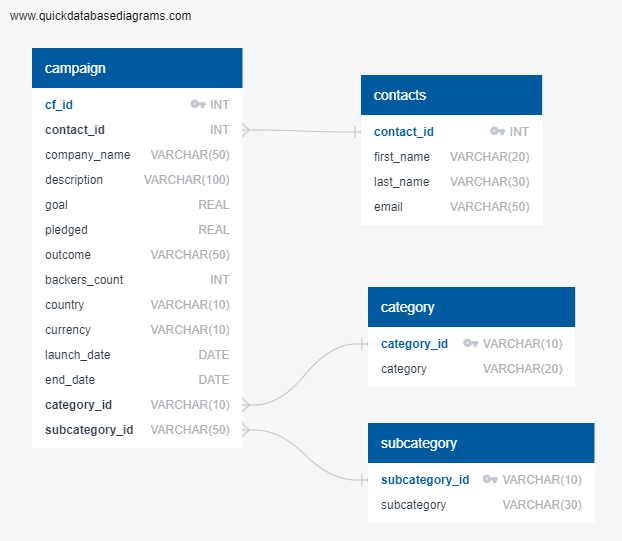 www.quickdatabasediagrams.com
campaign
cf_id INT
contact_id INT
company_name VARCHAR(50)
description VARCHAR(100)
goal REAL
pledged REAL
outcome VARCHAR(50)
backers_count INT
country VARCHAR(10)
currency VARCHAR(10)
launch_date DATE
end_date DATE
category_id VARCHAR(10)
subcategory_id VARCHAR(50)
contacts
contact_id INT
first_name VARCHAR(20)
last_name VARCHAR(30)
email VARCHAR(50)
category
category_id VARCHAR(10)
category VARCHAR(20)
subcategory
subcategory_id VARCHAR(10)
subcategory VARCHAR(30)